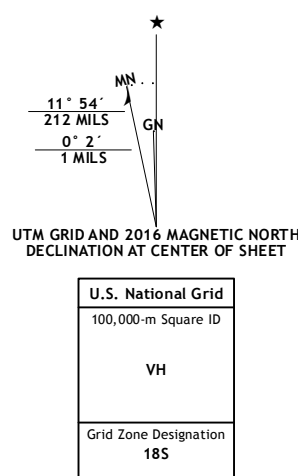 ★
MN
GN
11° 54´
212 MILS
0° 2´
1 MILS
UTM GRID AND 2016 MAGNETIC NORTH
DECLINATION AT CENTER OF SHEET
U.S. National Grid
100,000-m Square ID
VH
Grid Zone Designation
18S